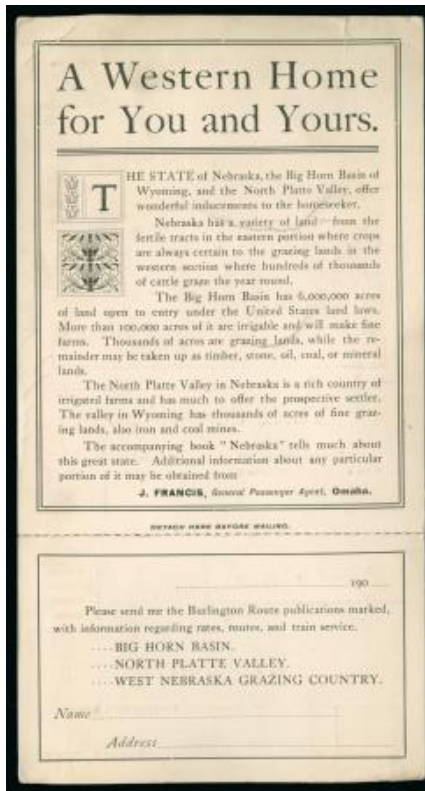 A Western Home
for You and Yours.
THE STATE of Nebraska, the Big Horn Basin of
Wyoming, and the North Platte Valley, offer
wonderful inducements to the homeseeker.
Nebraska has a variety of land from the
fertile tracts in the eastern portion where crops
are always certain to the grazing lands in the
western section where hundreds of thousands
of cattle graze the year round.
The Big Horn Basin has 6,000,000 acres
of land open to entry under the United States land laws.
More than 100,000 acres of it are irrigable and will make fine
farms. Thousands of acres are grazing lands, while the re-
mainder may be taken up as timber, stone, oil, coal, or mineral
lands.
The North Platte Valley in Nebraska is a rich country of
irrigated farms and has much to offer the prospective settler.
The valley in Wyoming has thousands of acres of fine graz-
ing lands, also iron and coal mines.
The accompanying book "Nebraska" tells much about
this great state. Additional information about any particular
portion of it may be obtained from
J. FRANCIS, General Passenger Agent, Omaha.
DETACH HERE BEFORE MAILING.
190
Please send me the Burlington Route publications marked,
with information regarding rates, routes, and train service.
....BIG HORN BASIN.
....NORTH PLATTE VALLEY.
....WEST NEBRASKA GRAZING COUNTRY.
Name
Address